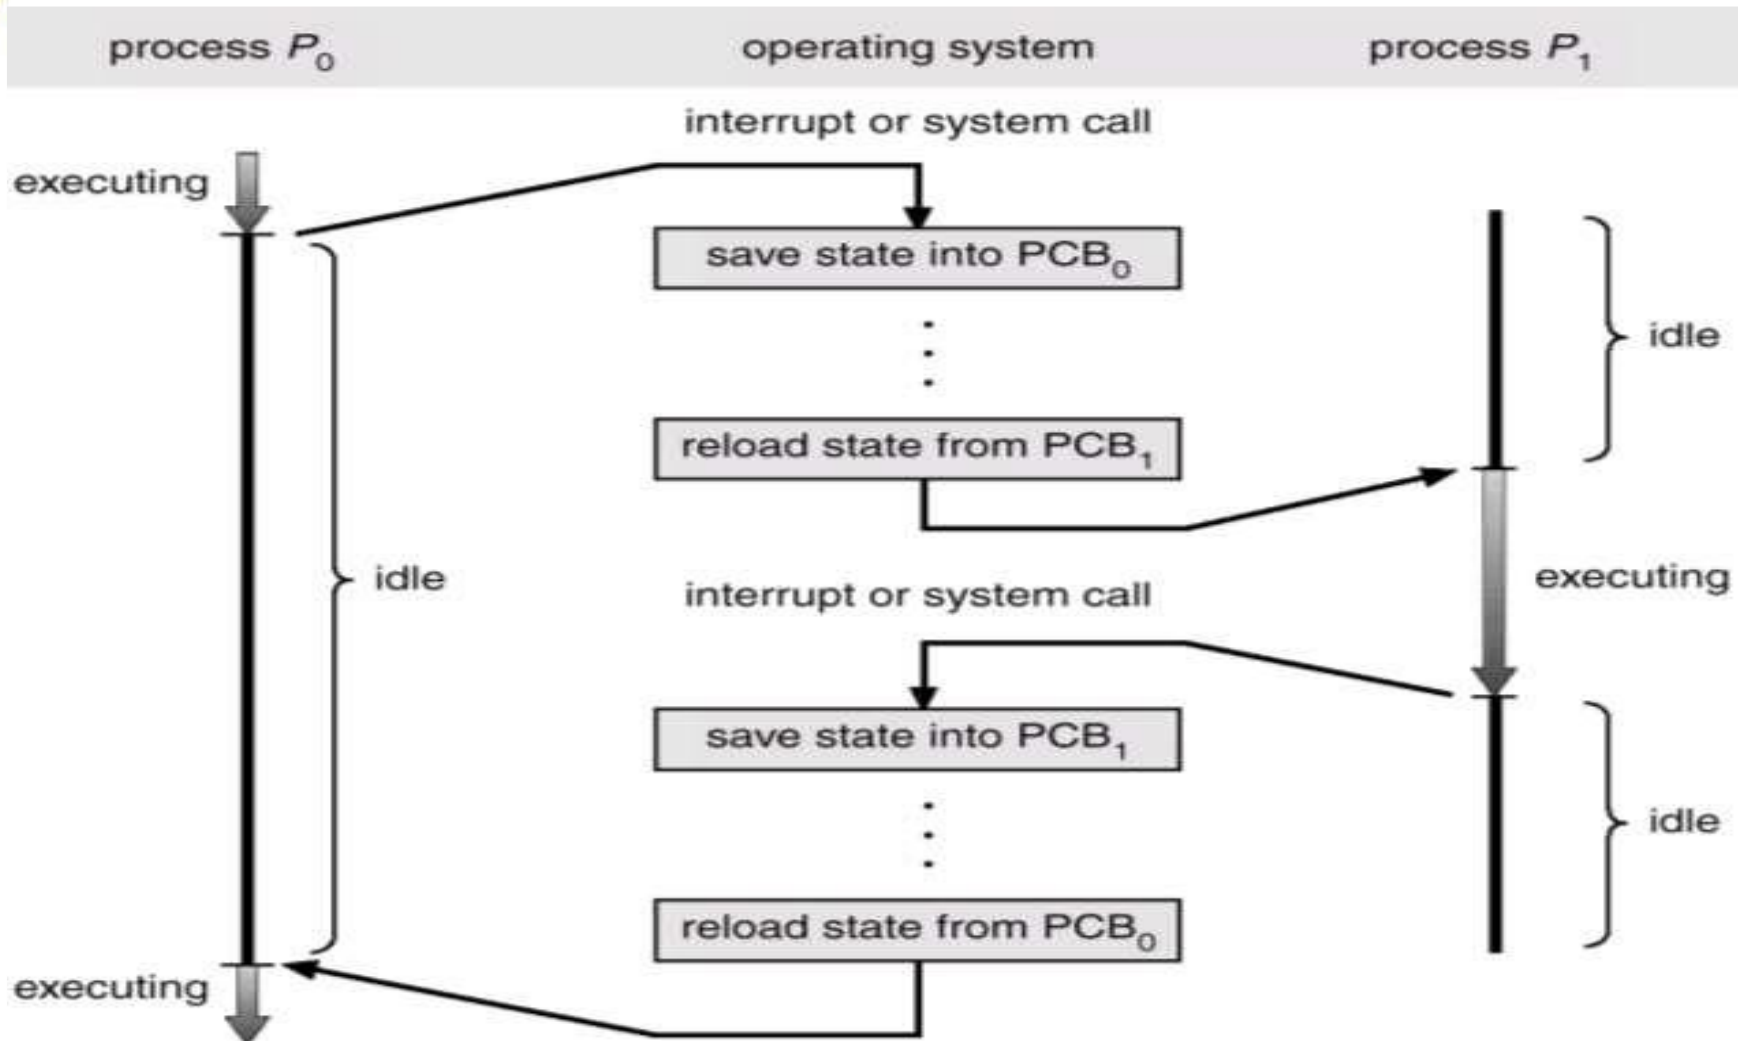 process P₀
operating system
process P₁
interrupt or system call
executing
save state into PCB₀
idle
reload state from PCB₁
idle
executing
interrupt or system call
save state into PCB₁
idle
reload state from PCB₀
executing